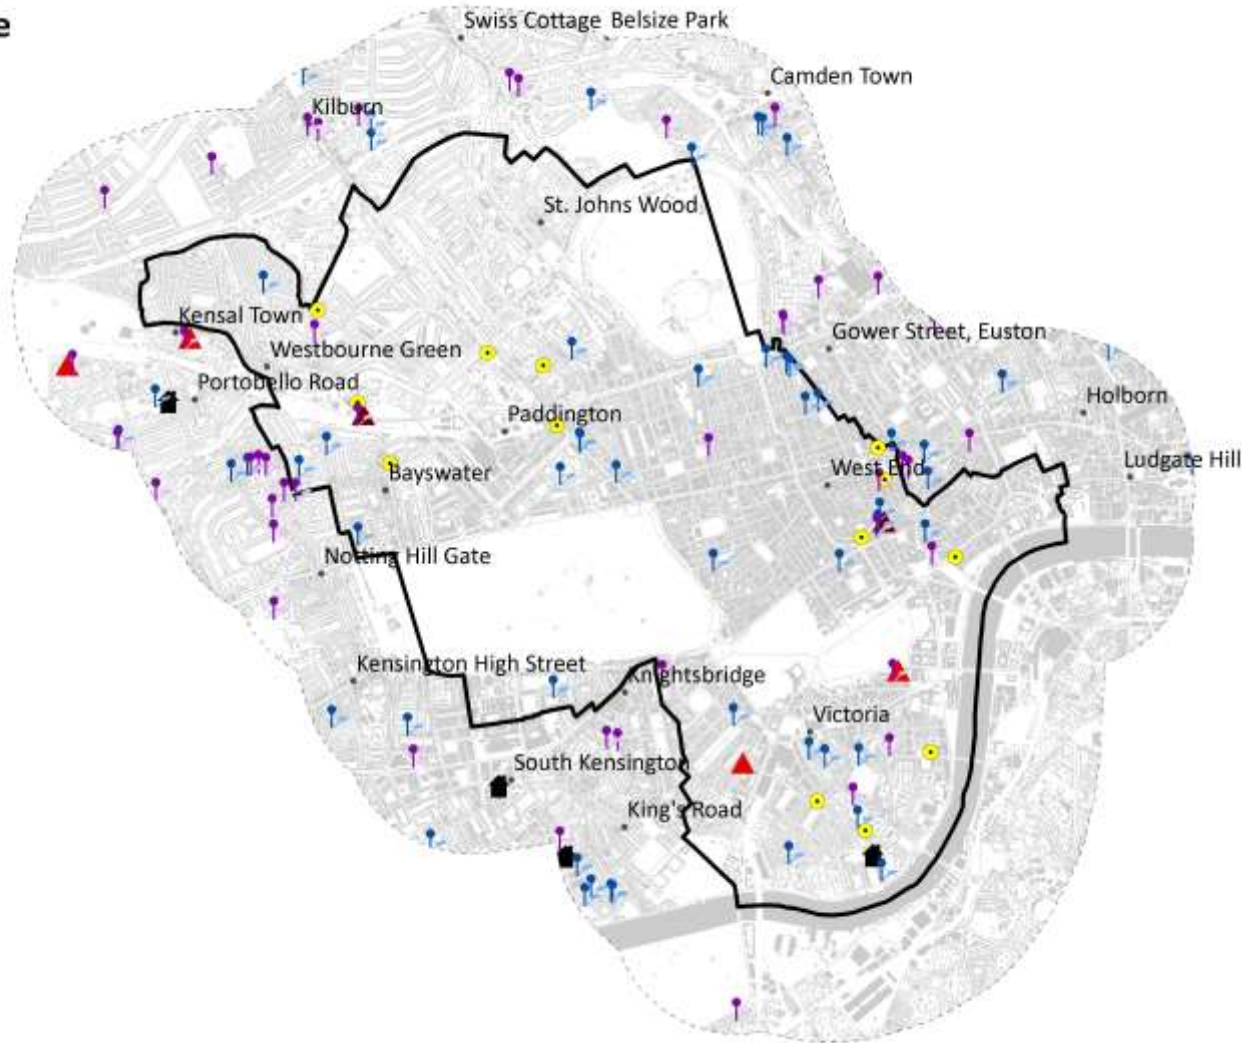 e
Swiss Cottage Belsize Park
Camden Town
Kilburn
St. Johns Wood
Kensal Town
Gower Street, Euston
Westbourne Green
Portobello Road
Holborn
Paddington
Ludgate Hill
West End
Bayswater
Notting Hill Gate
Kensington High Street
Knightsbridge
Victoria
South Kensington
King's Road